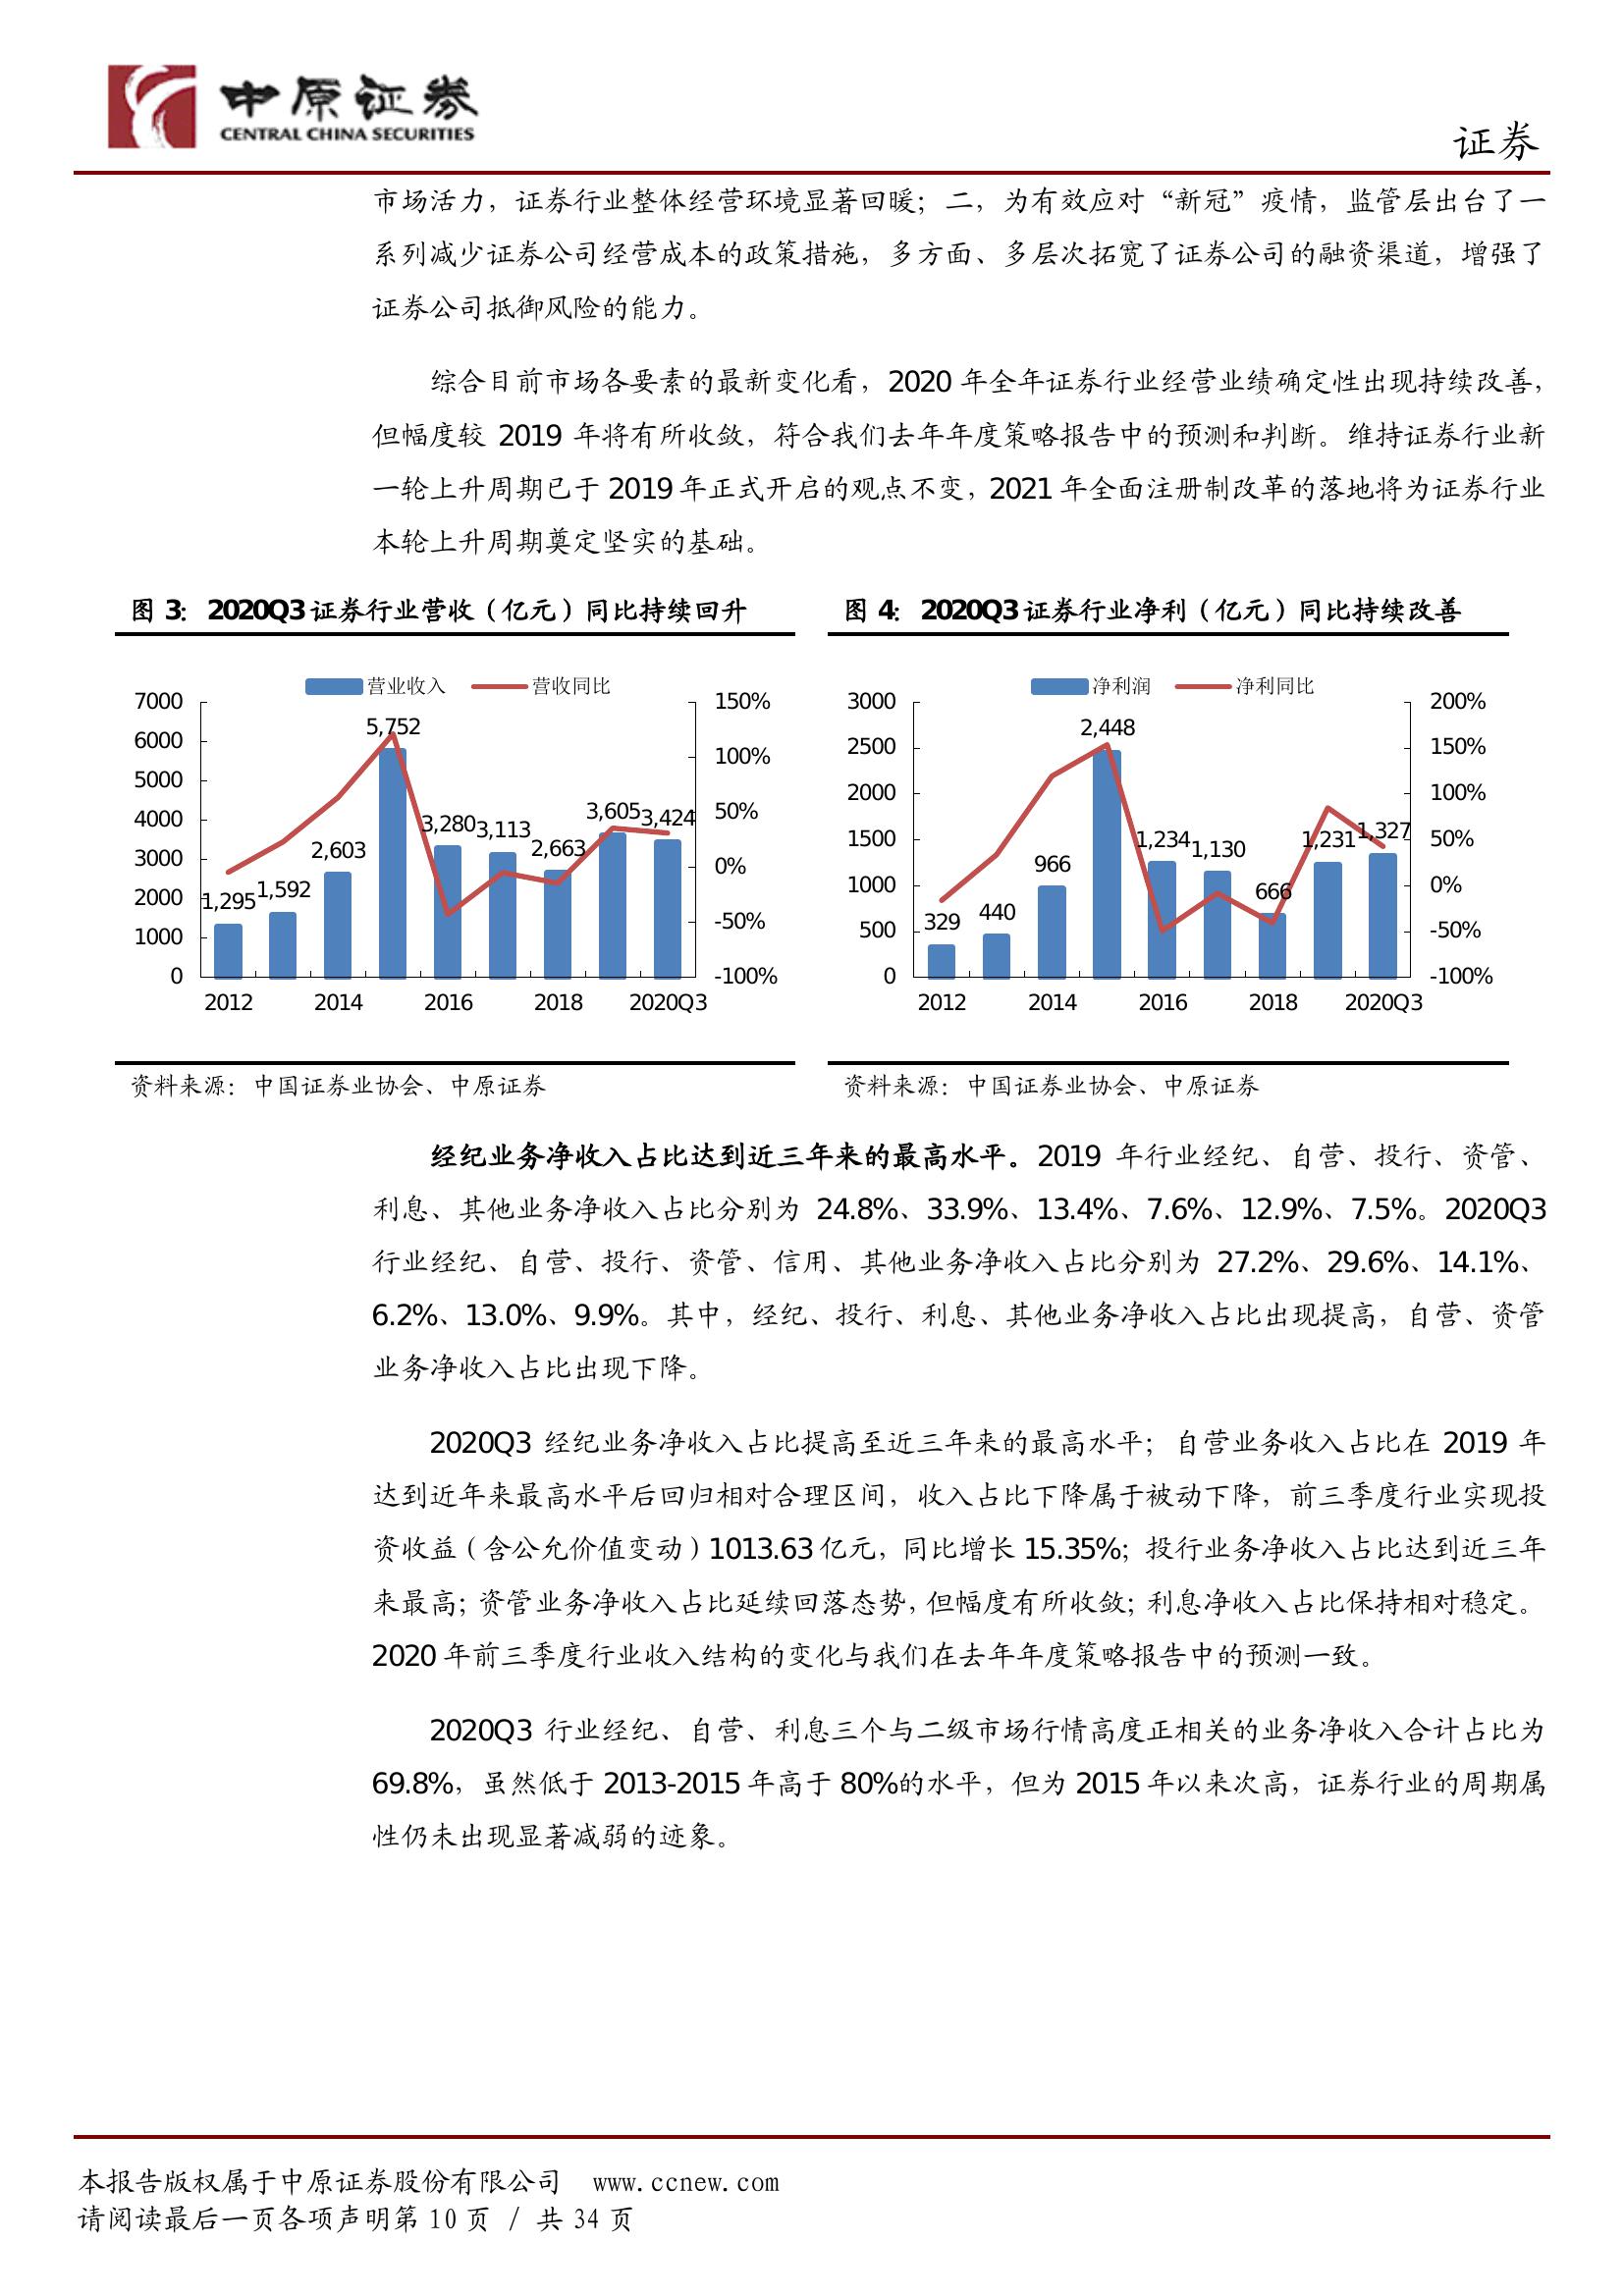 中原证券
CENTRAL CHINA SECURITIES
证券
市场活力，证券行业整体经营环境显著回暖；二，为有效应对“新冠”疫情，监管层出台了一
系列减少证券公司经营成本的政策措施，多方面、多层次拓宽了证券公司的融资渠道，增强了
证券公司抵御风险的能力。
综合目前市场各要素的最新变化看，2020 年全年证券行业经营业绩确定性出现持续改善，
但幅度较 2019 年将有所收敛，符合我们去年年度策略报告中的预测和判断。维持证券行业新
一轮上升周期已于 2019 年正式开启的观点不变，2021 年全面注册制改革的落地将为证券行业
本轮上升周期奠定坚实的基础。
图 3： 2020Q3 证券行业营收（亿元）同比持续回升
营业收入 营收同比
7000 150%
6000 5,752
100%
5000
4000 3,605 3,424 50%
3,280 3,113
3000 2,603 2,663 0%
2000 1,295 1,592
-50%
1000
0 -100%
2012 2014 2016 2018 2020Q3
资料来源：中国证券业协会、中原证券
图 4： 2020Q3 证券行业净利（亿元）同比持续改善
净利润 净利同比
3000 200%
2,448
2500 150%
2000 100%
1500 1,234 1,130 1,231 1,327 50%
966
1000 666 0%
329 440
500 -50%
0 -100%
2012 2014 2016 2018 2020Q3
资料来源：中国证券业协会、中原证券
经纪业务净收入占比达到近三年来的最高水平。2019 年行业经纪、自营、投行、资管、
利息、其他业务净收入占比分别为 24.8%、33.9%、13.4%、7.6%、12.9%、7.5%。2020Q3
行业经纪、自营、投行、资管、信用、其他业务净收入占比分别为 27.2%、29.6%、14.1%、
6.2%、13.0%、9.9%。其中，经纪、投行、利息、其他业务净收入占比出现提高，自营、资管
业务净收入占比出现下降。
2020Q3 经纪业务净收入占比提高至近三年来的最高水平；自营业务收入占比在 2019 年
达到近年来最高水平后回归相对合理区间，收入占比下降属于被动下降，前三季度行业实现投
资收益（含公允价值变动）1013.63 亿元，同比增长 15.35%；投行业务净收入占比达到近三年
来最高；资管业务净收入占比延续回落态势，但幅度有所收敛；利息净收入占比保持相对稳定。
2020 年前三季度行业收入结构的变化与我们在去年年度策略报告中的预测一致。
2020Q3 行业经纪、自营、利息三个与二级市场行情高度正相关的业务净收入合计占比为
69.8%，虽然低于 2013-2015 年高于 80%的水平，但为 2015 年以来次高，证券行业的周期属
性仍未出现显著减弱的迹象。
本报告版权属于中原证券股份有限公司 www.ccnew.com
请阅读最后一页各项声明第 10 页 / 共 34 页